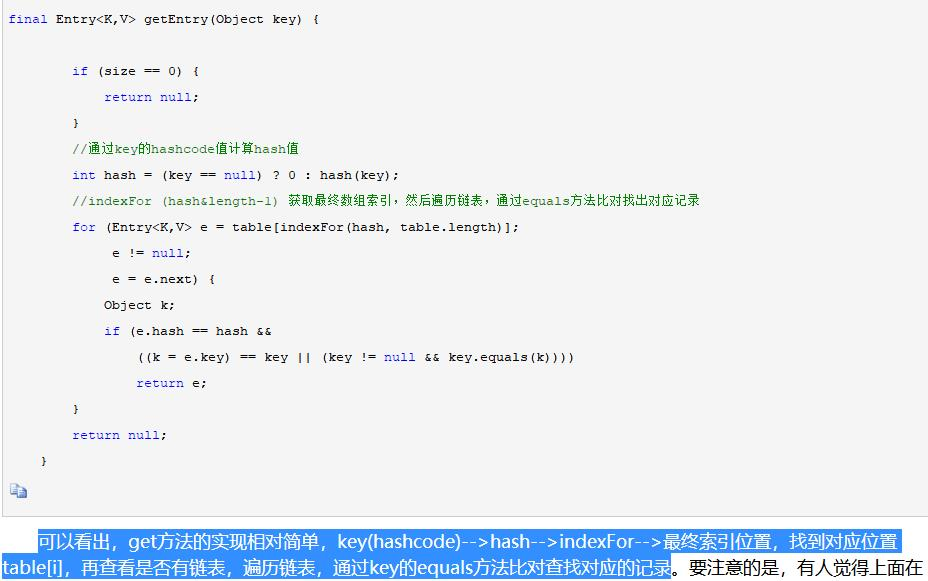 final Entry<K,V> getEntry(Object key) {
if (size == 0) {
return null;
}
//通过key的hashcode值计算hash值
int hash = (key == null) ? 0 : hash(key);
//indexFor (hash&length-1) 获取最终数组索引，然后遍历链表，通过equals方法比对找出对应记录
for (Entry<K,V> e = table[indexFor(hash, table.length)];
e != null;
e = e.next) {
Object k;
if (e.hash == hash &&
((k = e.key) == key || (key != null && key.equals(k))))
return e;
}
return null;
}
可以看出，get方法的实现相对简单，key(hashcode)-->hash-->indexFor-->最终索引位置，找到对应位置
table[i]，再查看是否有链表，遍历链表，通过key的equals方法比对查找对应的记录。要注意的是，有人觉得上面在